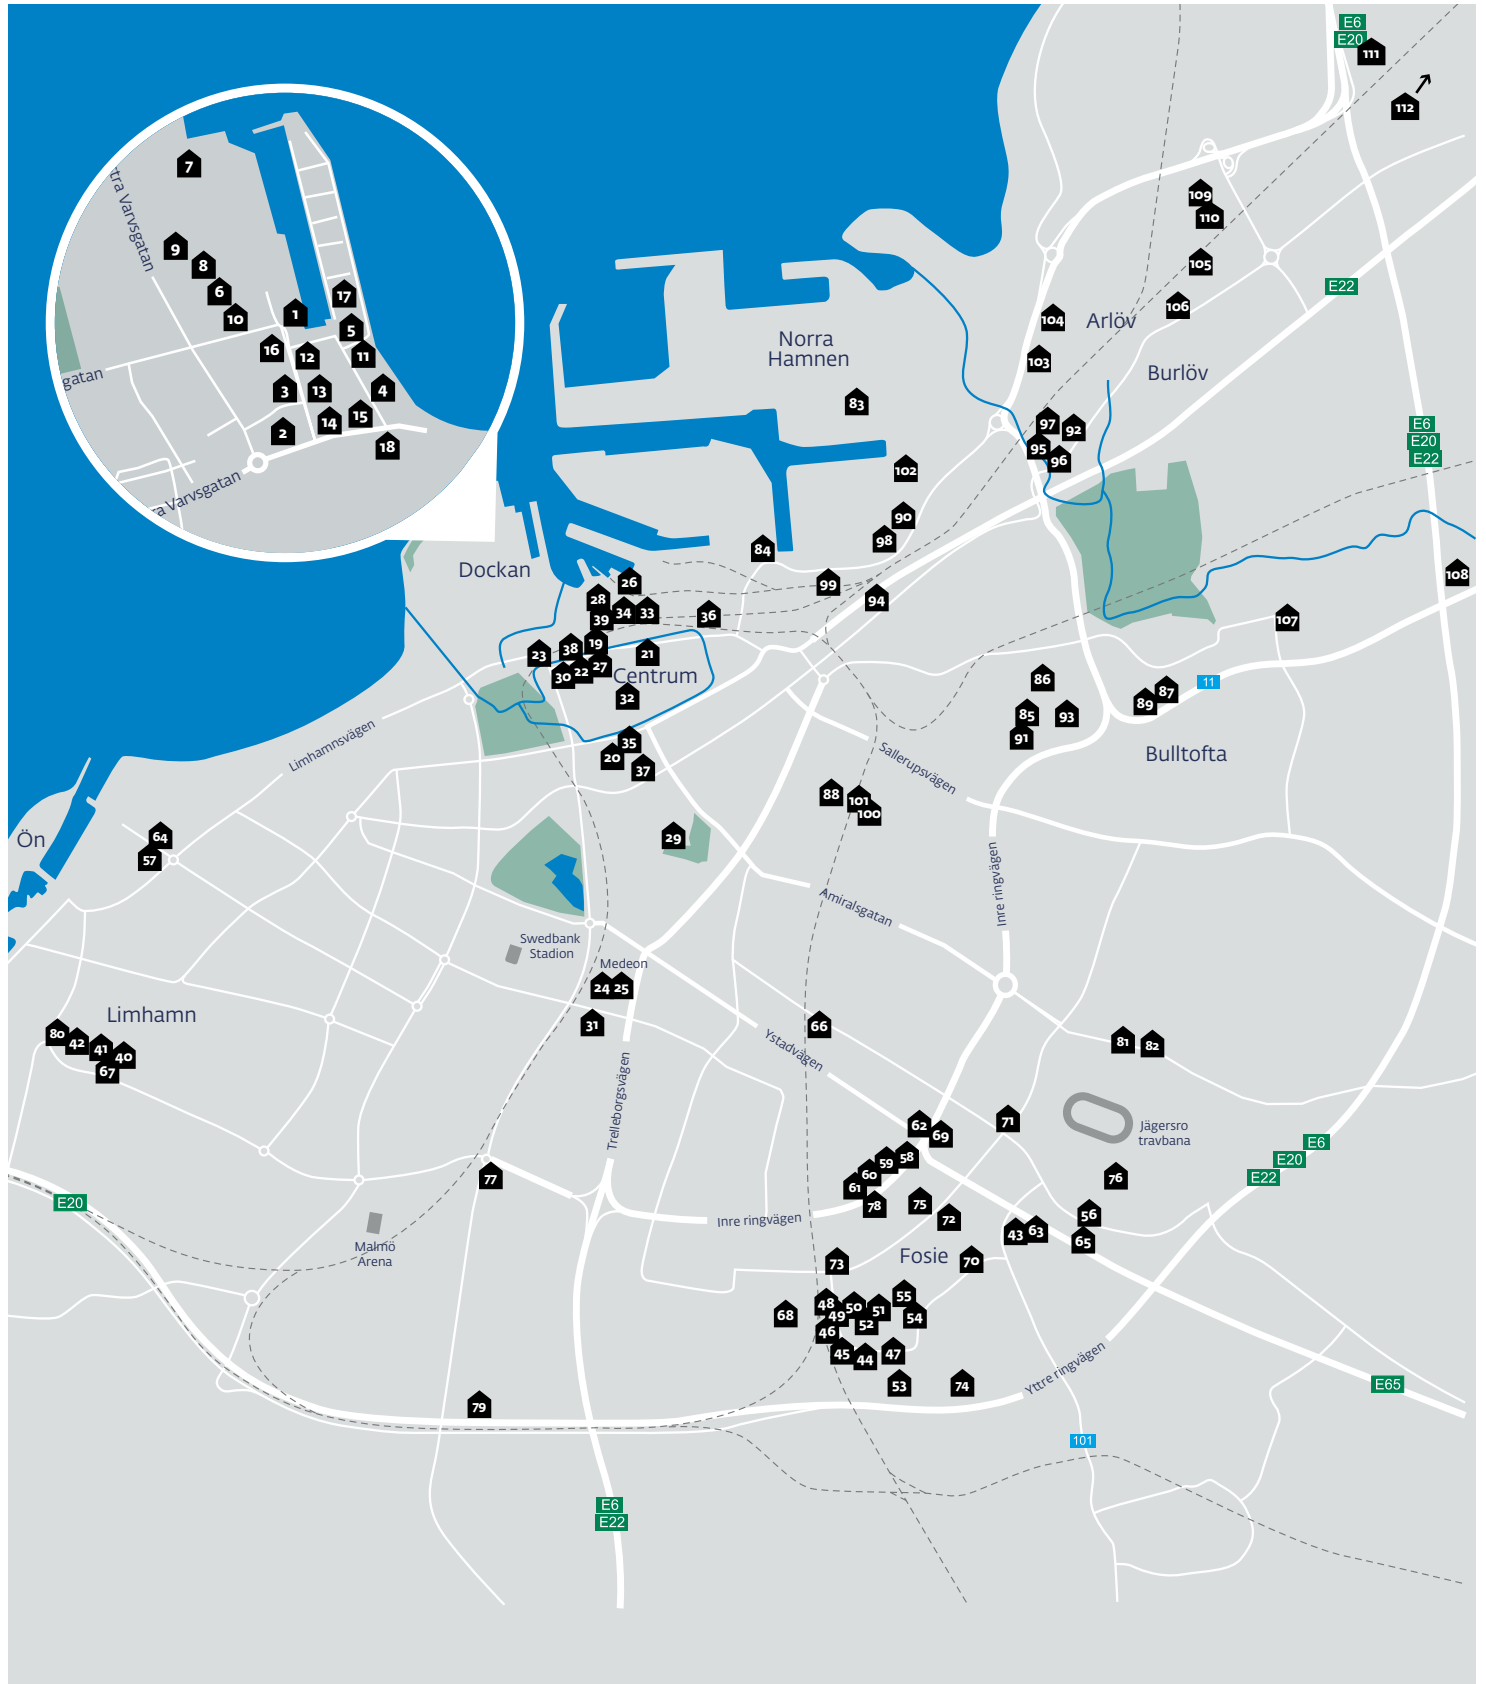 E6
E20
111
112
7
tra Varvsgatan
109
110
9
8
105
6
17
E22
1
10
5
106
104
Arlöv
16
12
11
Norra
Hamnen
103
Burlöv
gatan
3
13
4
83
15
14
2
18
97
92
E6
E20
E22
95
96
102
ra Varvsgatan
90
98
84
Dockan
26
99
108
28
34
33
36
94
39
107
19
38
23
21
27
22
30
Centrum
86
11
32
87
89
85
93
91
Limhamnsvägen
35
20
37
Sallerupsvägen
Bulltofta
88
101
100
Ön
64
57
29
Inre ringvägen
Amiralsgatan
Swedbank
Stadion
Medeon
24
25
Limhamn
31
66
80
42
41
40
67
Ystadvägen
81
82
Trelleborgsvägen
62
69
71
Jägersro
travbana
E6
E20
E22
59
58
60
61
77
76
78
75
E20
72
56
Inre ringvägen
43
63
65
Malmö
Arena
Fosie
73
70
55
48
50
51
49
52
54
68
46
45
44
47
53
74
Yttre ringvägen
E65
79
101
E6
E22